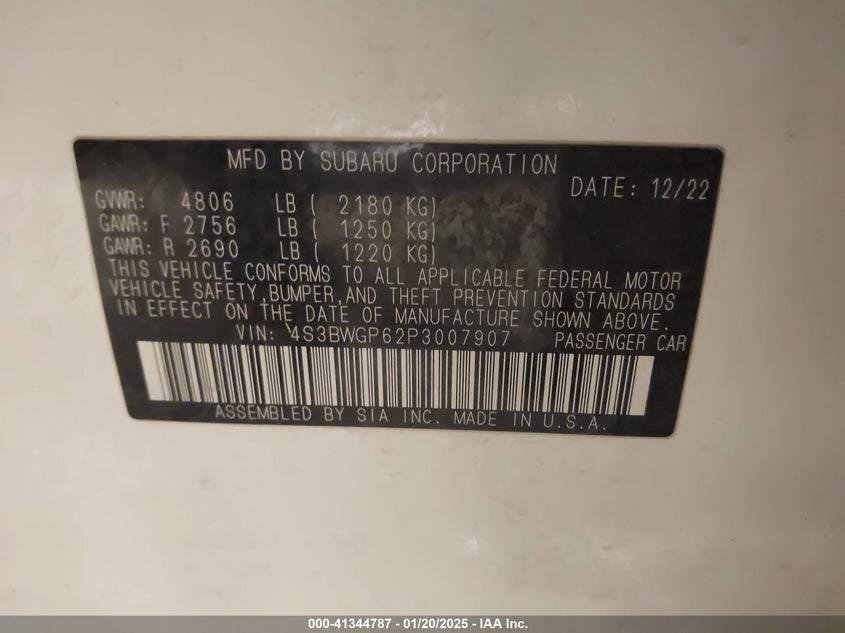 MFD BY SUBARU CORPORATION
DATE: 12/22
GVWR: 4806 LB ( 2180 KG)
GAWR: F 2756 LB ( 1250 KG)
GAWR: R 2690 LB ( 1220 KG)
THIS VEHICLE CONFORMS TO ALL APPLICABLE FEDERAL MOTOR
VEHICLE SAFETY,BUMPER,AND THEFT PREVENTION STANDARDS
IN EFFECT ON THE DATE OF MANUFACTURE SHOWN ABOVE.
VIN: 4S3BWGP62P3007907 PASSENGER CAR
ASSEMBLED BY SIA INC. MADE IN U.S.A.
000-41344787 - 01/20/2025 - IAA Inc.